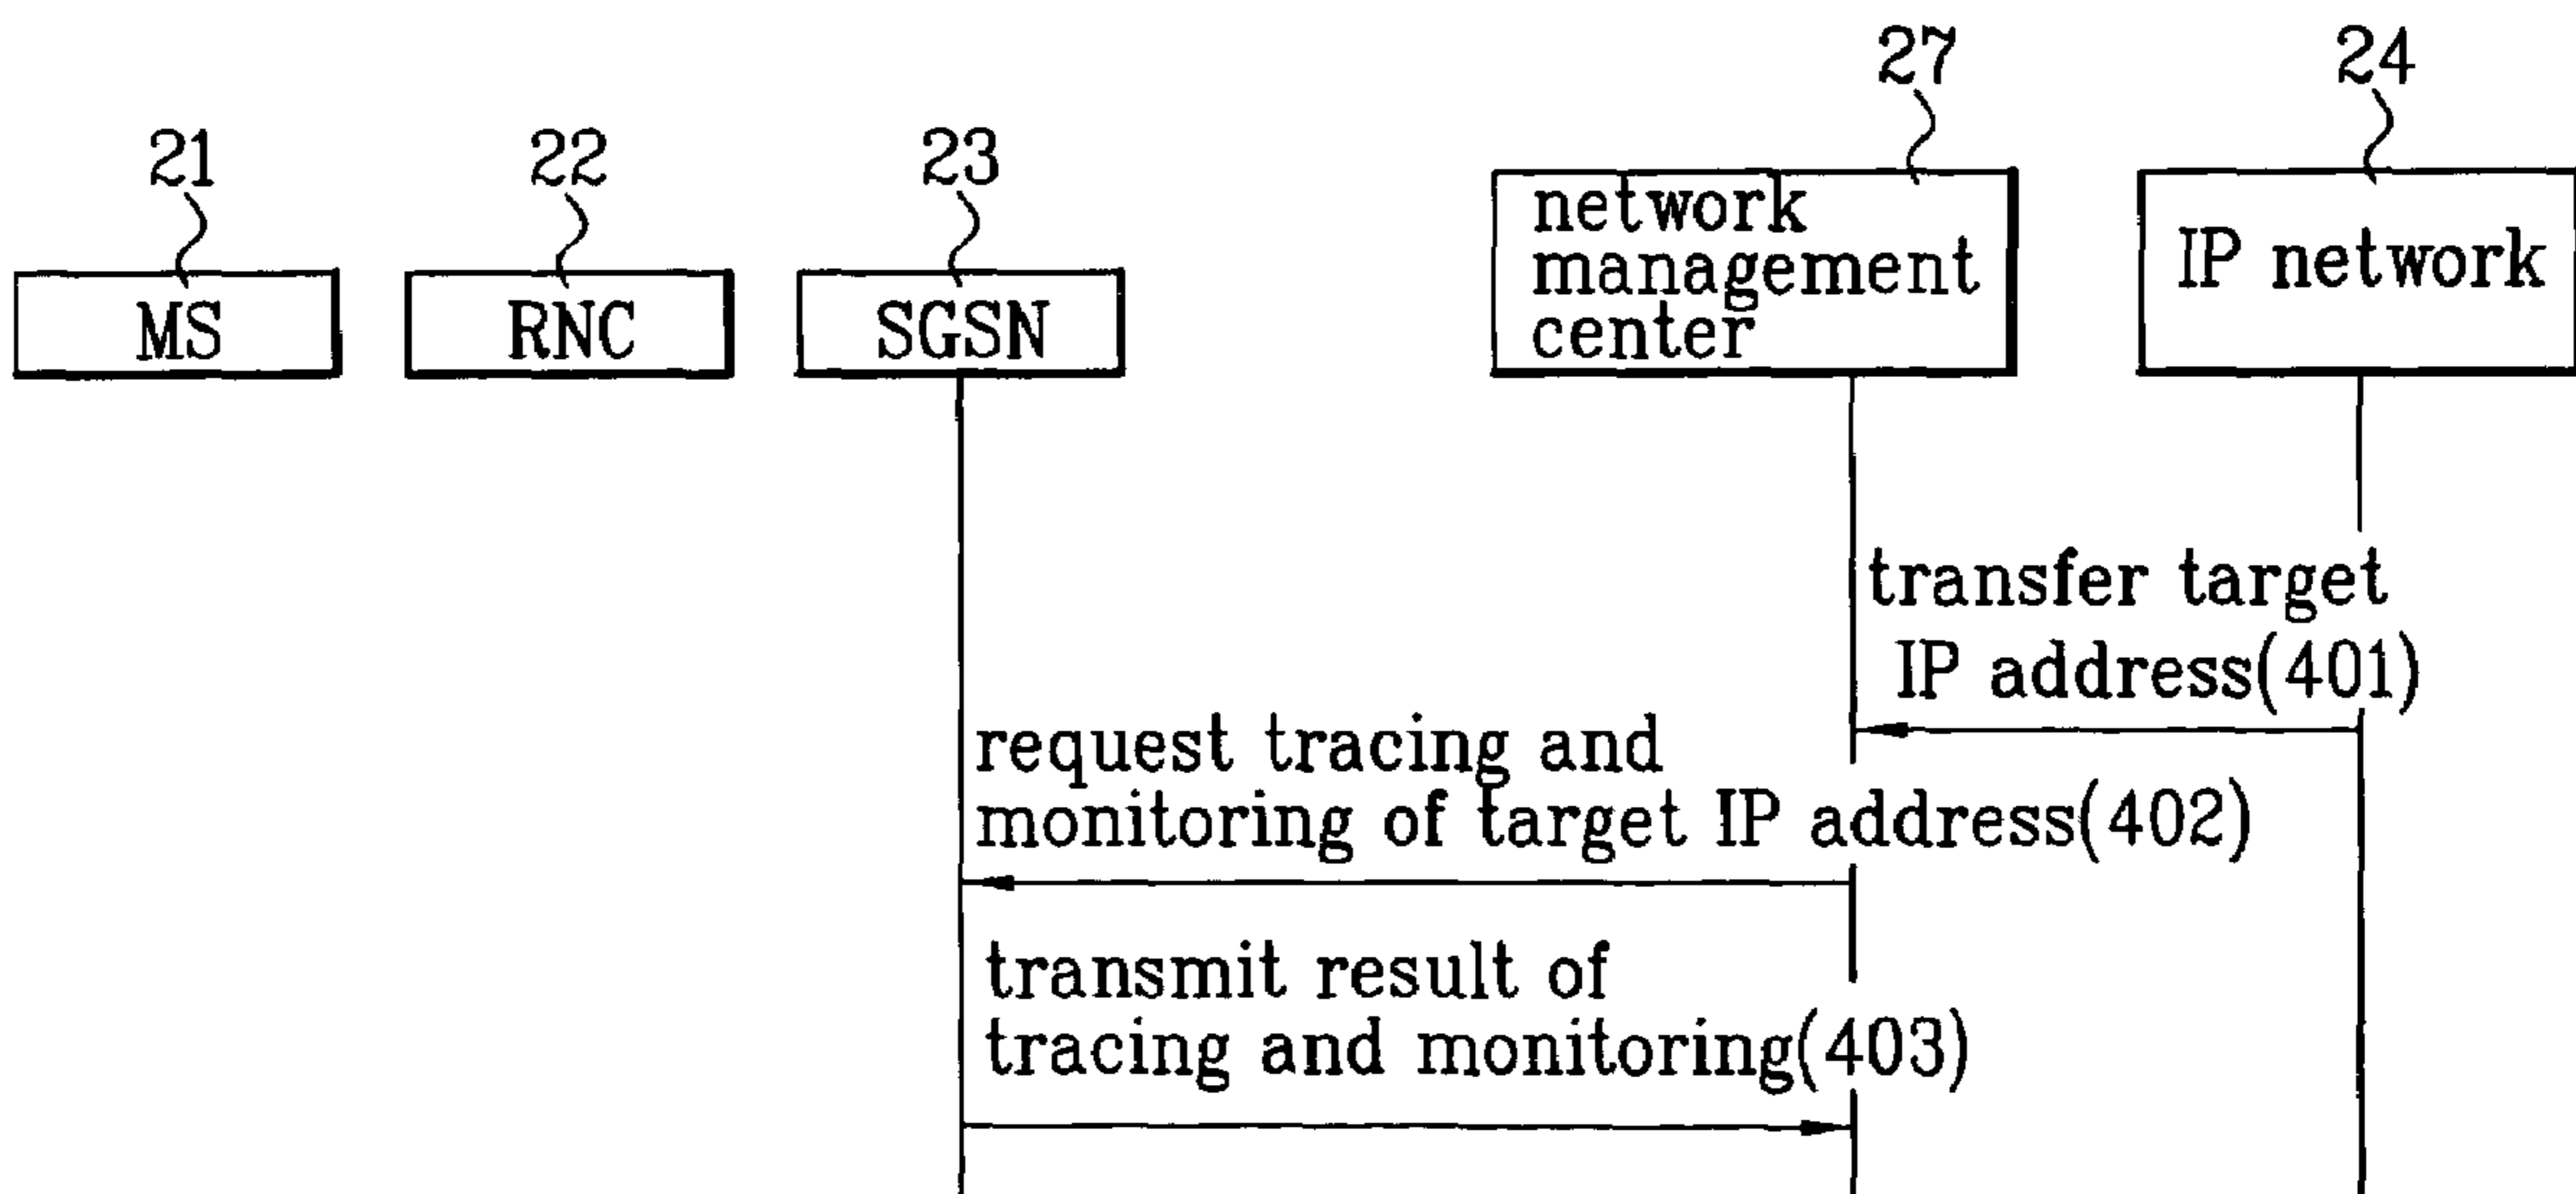 27
24
21
22
23
network
management
center
IP network
MS
RNC
SGSN
transfer target
IP address(401)
request tracing and
monitoring of target IP address(402)
transmit result of
tracing and monitoring(403)